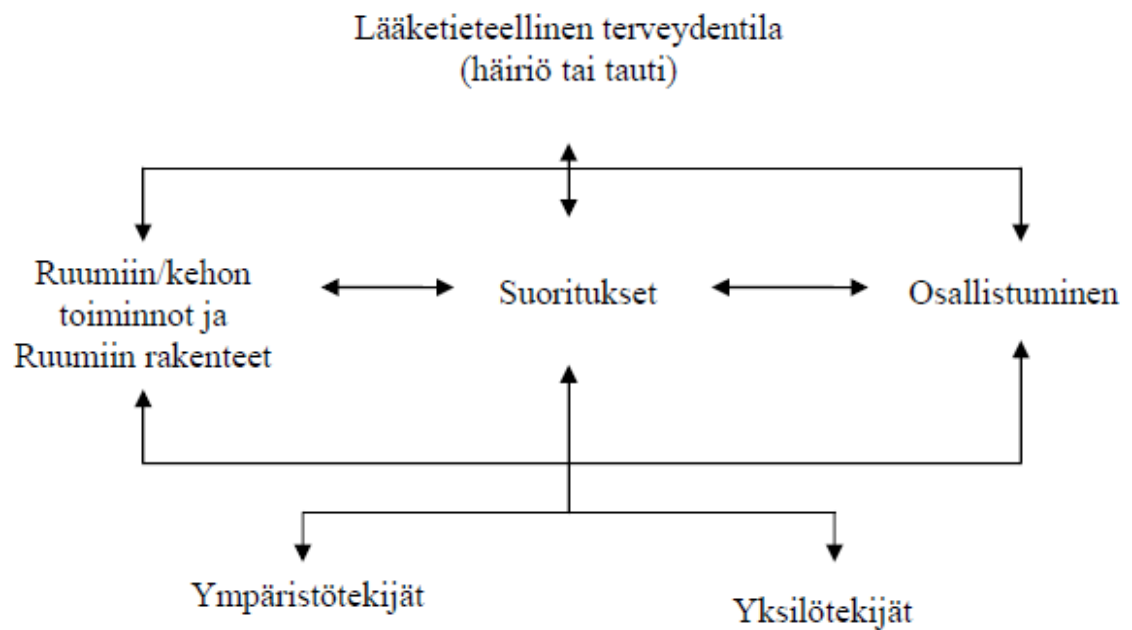 Lääketieteellinen terveydentila
(häiriö tai tauti)
Ruumiin/kehon
toiminnot ja
Ruumiin rakenteet
Suoritukset
Osallistuminen
Ympäristötekijät
Yksilötekijät